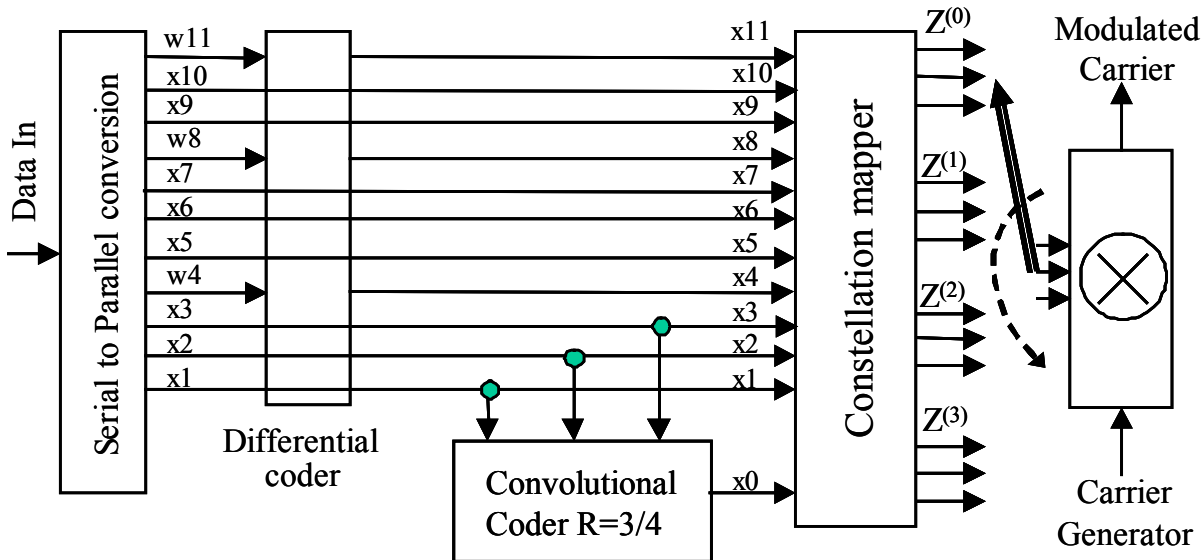 Data In
Serial to Parallel conversion
w11
x10
x9
w8
x7
x6
x5
w4
x3
x2
x1
Differential
coder
x11
x10
x9
x8
x7
x6
x5
x4
x3
x2
x1
Convolutional
Coder R=3/4
x0
Constellation mapper
Z(0)
Z(1)
Z(2)
Z(3)
Modulated
Carrier
Carrier
Generator